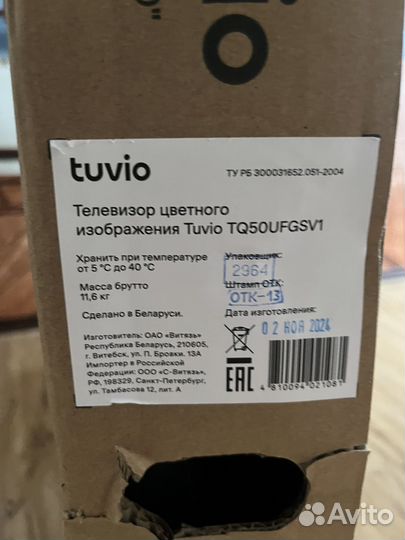 tuvio
ТУ РБ 300031652.051-2004
Телевизор цветного
изображения Tuvio TQ50UFGSV1
Хранить при температуре
от 5 °C до 40 °C
Масса брутто
11,6 кг
Сделано в Беларуси.
Упаковщик:
2964
Штамп ОТК:
ОТК-13
Дата изготовления:
02 НОЯ 2024
Изготовитель: ОАО «Витязь»
Республика Беларусь, 210605,
г. Витебск, ул. П. Бровки. 13А
Импортер в Российской
Федерации: ООО «С-Витязь»,
РФ, 198329, Санкт-Петербург,
ул. Тамбасова 12, лит. А
EAC
4 810094 021081
Avito